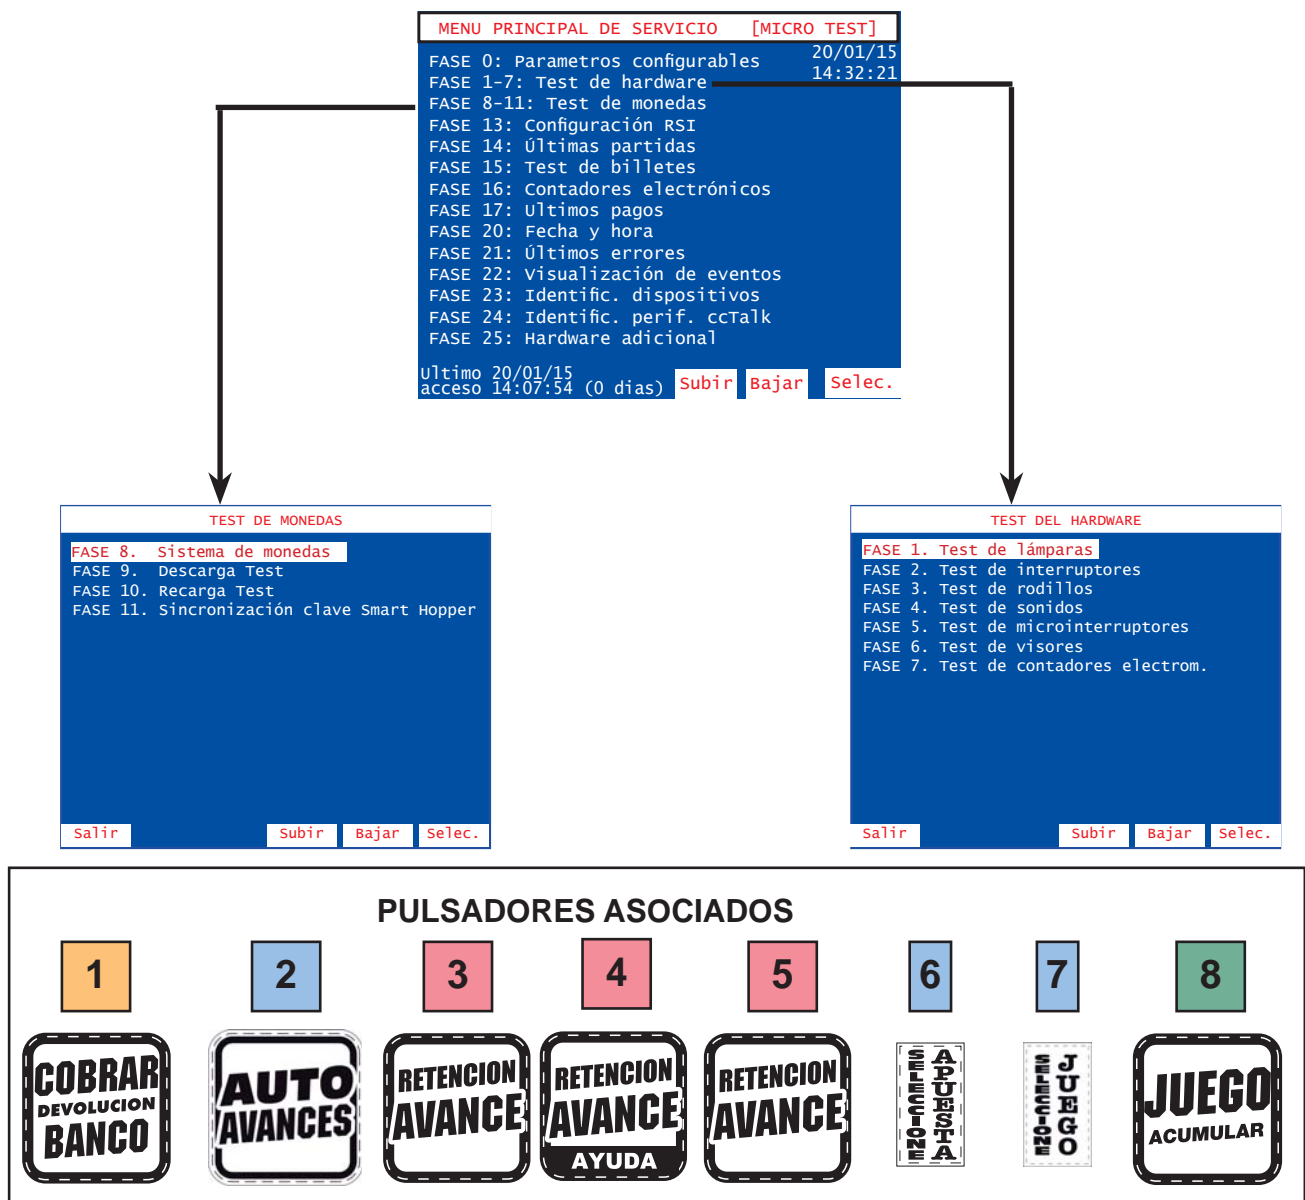 MENU PRINCIPAL DE SERVICIO [MICRO TEST]
20/01/15
14:32:21
FASE 0: Parametros configurables
FASE 1-7: Test de hardware
FASE 8-11: Test de monedas
FASE 13: Configuración RSI
FASE 14: Últimas partidas
FASE 15: Test de billetes
FASE 16: Contadores electrónicos
FASE 17: Ultimos pagos
FASE 20: Fecha y hora
FASE 21: Últimos errores
FASE 22: Visualización de eventos
FASE 23: Identific. dispositivos
FASE 24: Identific. perif. ccTalk
FASE 25: Hardware adicional
Ultimo 20/01/15
acceso 14:07:54 (0 dias) Subir Bajar Selec.
TEST DE MONEDAS
FASE 8. Sistema de monedas
FASE 9. Descarga Test
FASE 10. Recarga Test
FASE 11. Sincronización clave Smart Hopper
Salir Subir Bajar Selec.
TEST DEL HARDWARE
FASE 1. Test de lámparas
FASE 2. Test de interruptores
FASE 3. Test de rodillos
FASE 4. Test de sonidos
FASE 5. Test de microinterruptores
FASE 6. Test de visores
FASE 7. Test de contadores electrom.
Salir Subir Bajar Selec.
PULSADORES ASOCIADOS
1 2 3 4 5 6 7 8
COBRAR
DEVOLUCION
BANCO
AUTO
AVANCES
RETENCION
AVANCE
RETENCION
AVANCE
AYUDA
RETENCION
AVANCE
SELECCIONE
APUESTA
SELECCIONE
JUEGO
JUEGO
ACUMULAR